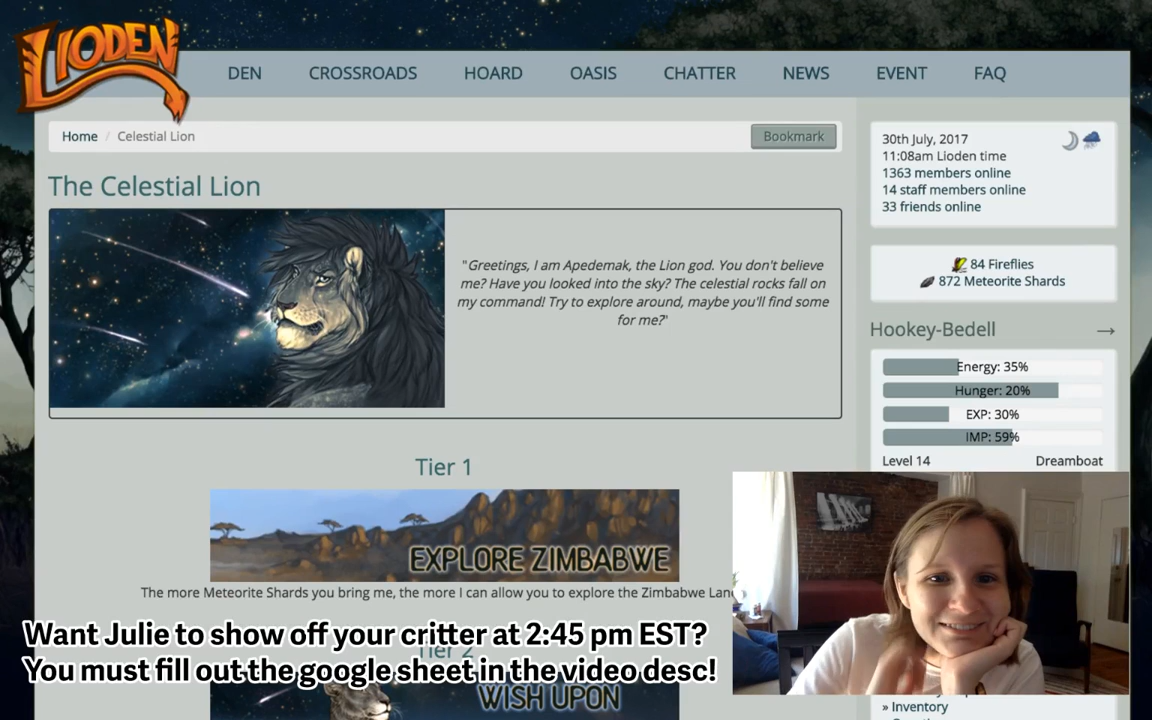 LIODEN
DEN CROSSROADS HOARD OASIS CHATTER NEWS EVENT FAQ
Home / Celestial Lion
Bookmark
The Celestial Lion
"Greetings, I am Apedemak, the Lion god. You don't believe
me? Have you looked into the sky? The celestial rocks fall on
my command! Try to explore around, maybe you'll find some
for me?"
Tier 1
EXPLORE ZIMBABWE
The more Meteorite Shards you bring me, the more I can allow you to explore the Zimbabwe
Want Julie to show off your critter at 2:45 pm EST?
Tier 2
You must fill out the google sheet in the video desc!
WISH UPON
30th July, 2017
11:08am Lioden time
1363 members online
14 staff members online
33 friends online
84 Fireflies
872 Meteorite Shards
Hookey-Bedell →
Energy: 35%
Hunger: 20%
EXP: 30%
IMP: 59%
Level 14 Dreamboat
» Inventory